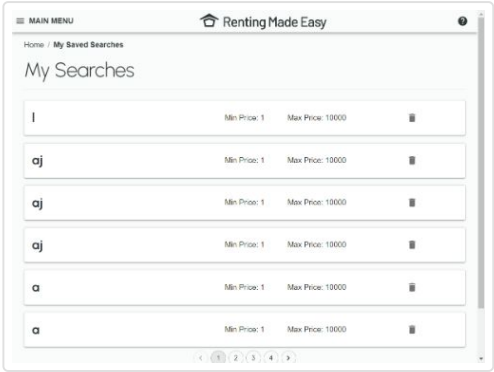 MAIN MENU
Renting Made Easy
Home / My Saved Searches
My Searches
l Min Price: 1 Max Price: 10000
aj Min Price: 1 Max Price: 10000
aj Min Price: 1 Max Price: 10000
aj Min Price: 1 Max Price: 10000
a Min Price: 1 Max Price: 10000
a Min Price: 1 Max Price: 10000
1 2 3 4